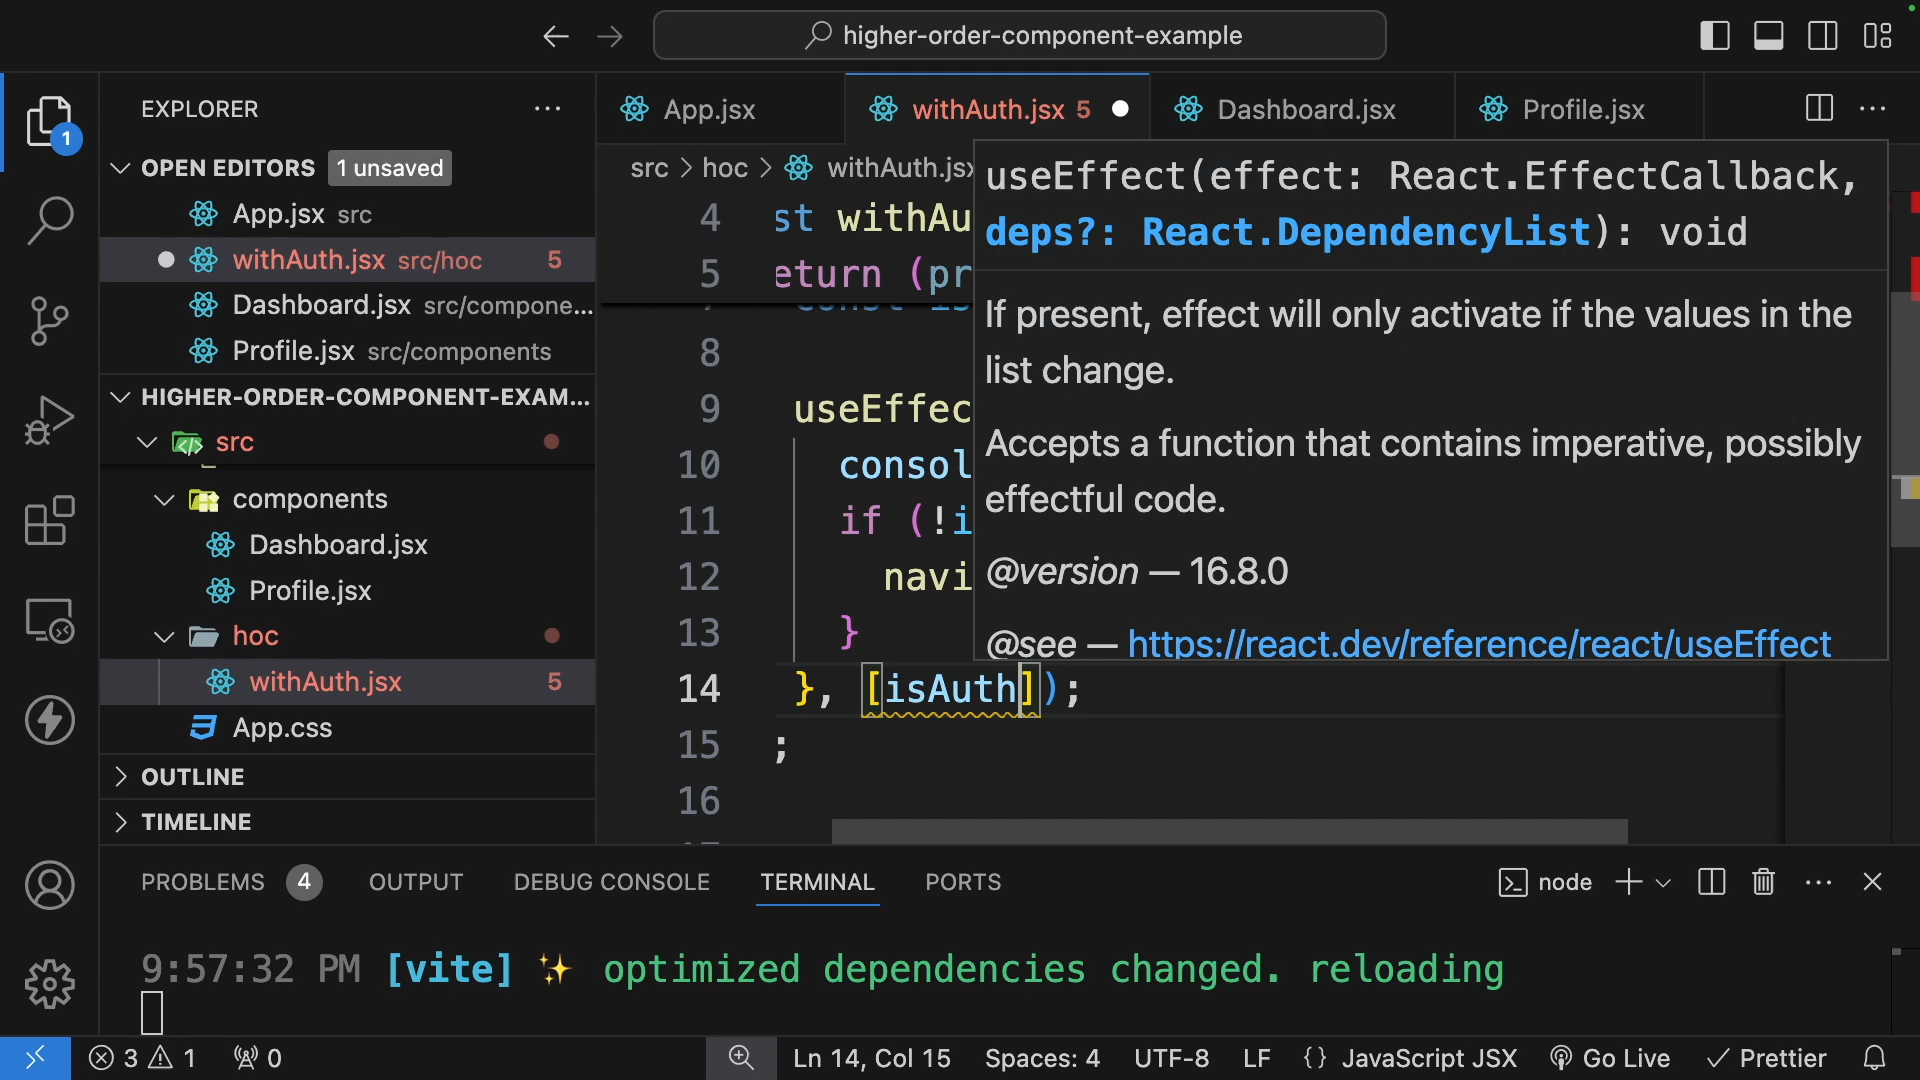 higher-order-component-example
EXPLORER
OPEN EDITORS 1 unsaved
App.jsx src
withAuth.jsx src/hoc 5
Dashboard.jsx src/compone...
Profile.jsx src/components
HIGHER-ORDER-COMPONENT-EXAM...
src
components
Dashboard.jsx
Profile.jsx
hoc
withAuth.jsx 5
App.css
OUTLINE
TIMELINE
1
App.jsx
withAuth.jsx 5
Dashboard.jsx
Profile.jsx
src > hoc > withAuth.jsx
4 st withAu
5 eturn (pr
7 const is
8
9 useEffec
10 consol
11 if (!i
12 navi
13 }
14 }, [isAuth]);
15 ;
16
17
useEffect(effect: React.EffectCallback,
deps?: React.DependencyList): void
If present, effect will only activate if the values in the
list change.
Accepts a function that contains imperative, possibly
effectful code.
@version — 16.8.0
@see — https://react.dev/reference/react/useEffect
PROBLEMS 4 OUTPUT DEBUG CONSOLE TERMINAL PORTS
node
9:57:32 PM [vite] ✨ optimized dependencies changed. reloading
3 1 0
Ln 14, Col 15 Spaces: 4 UTF-8 LF {} JavaScript JSX Go Live Prettier